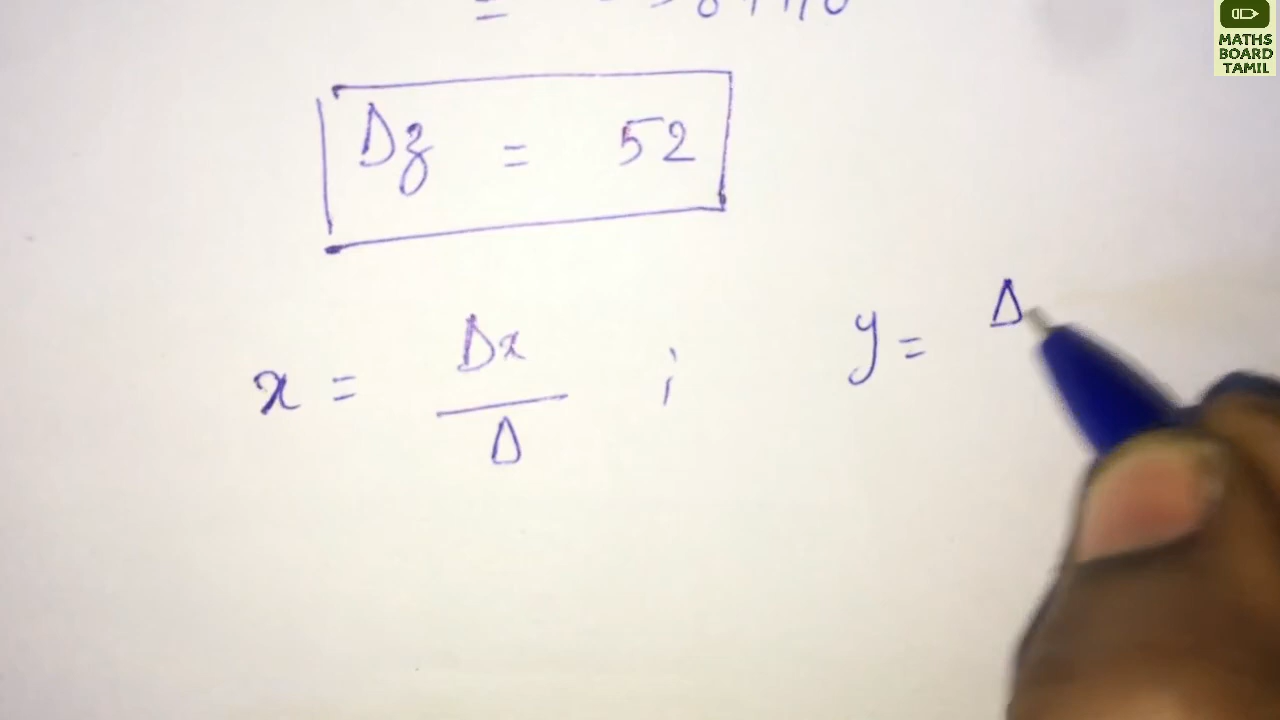 MATHS
BOARD
TAMIL
Δz = 52
x = Δx / Δ ; y = Δ